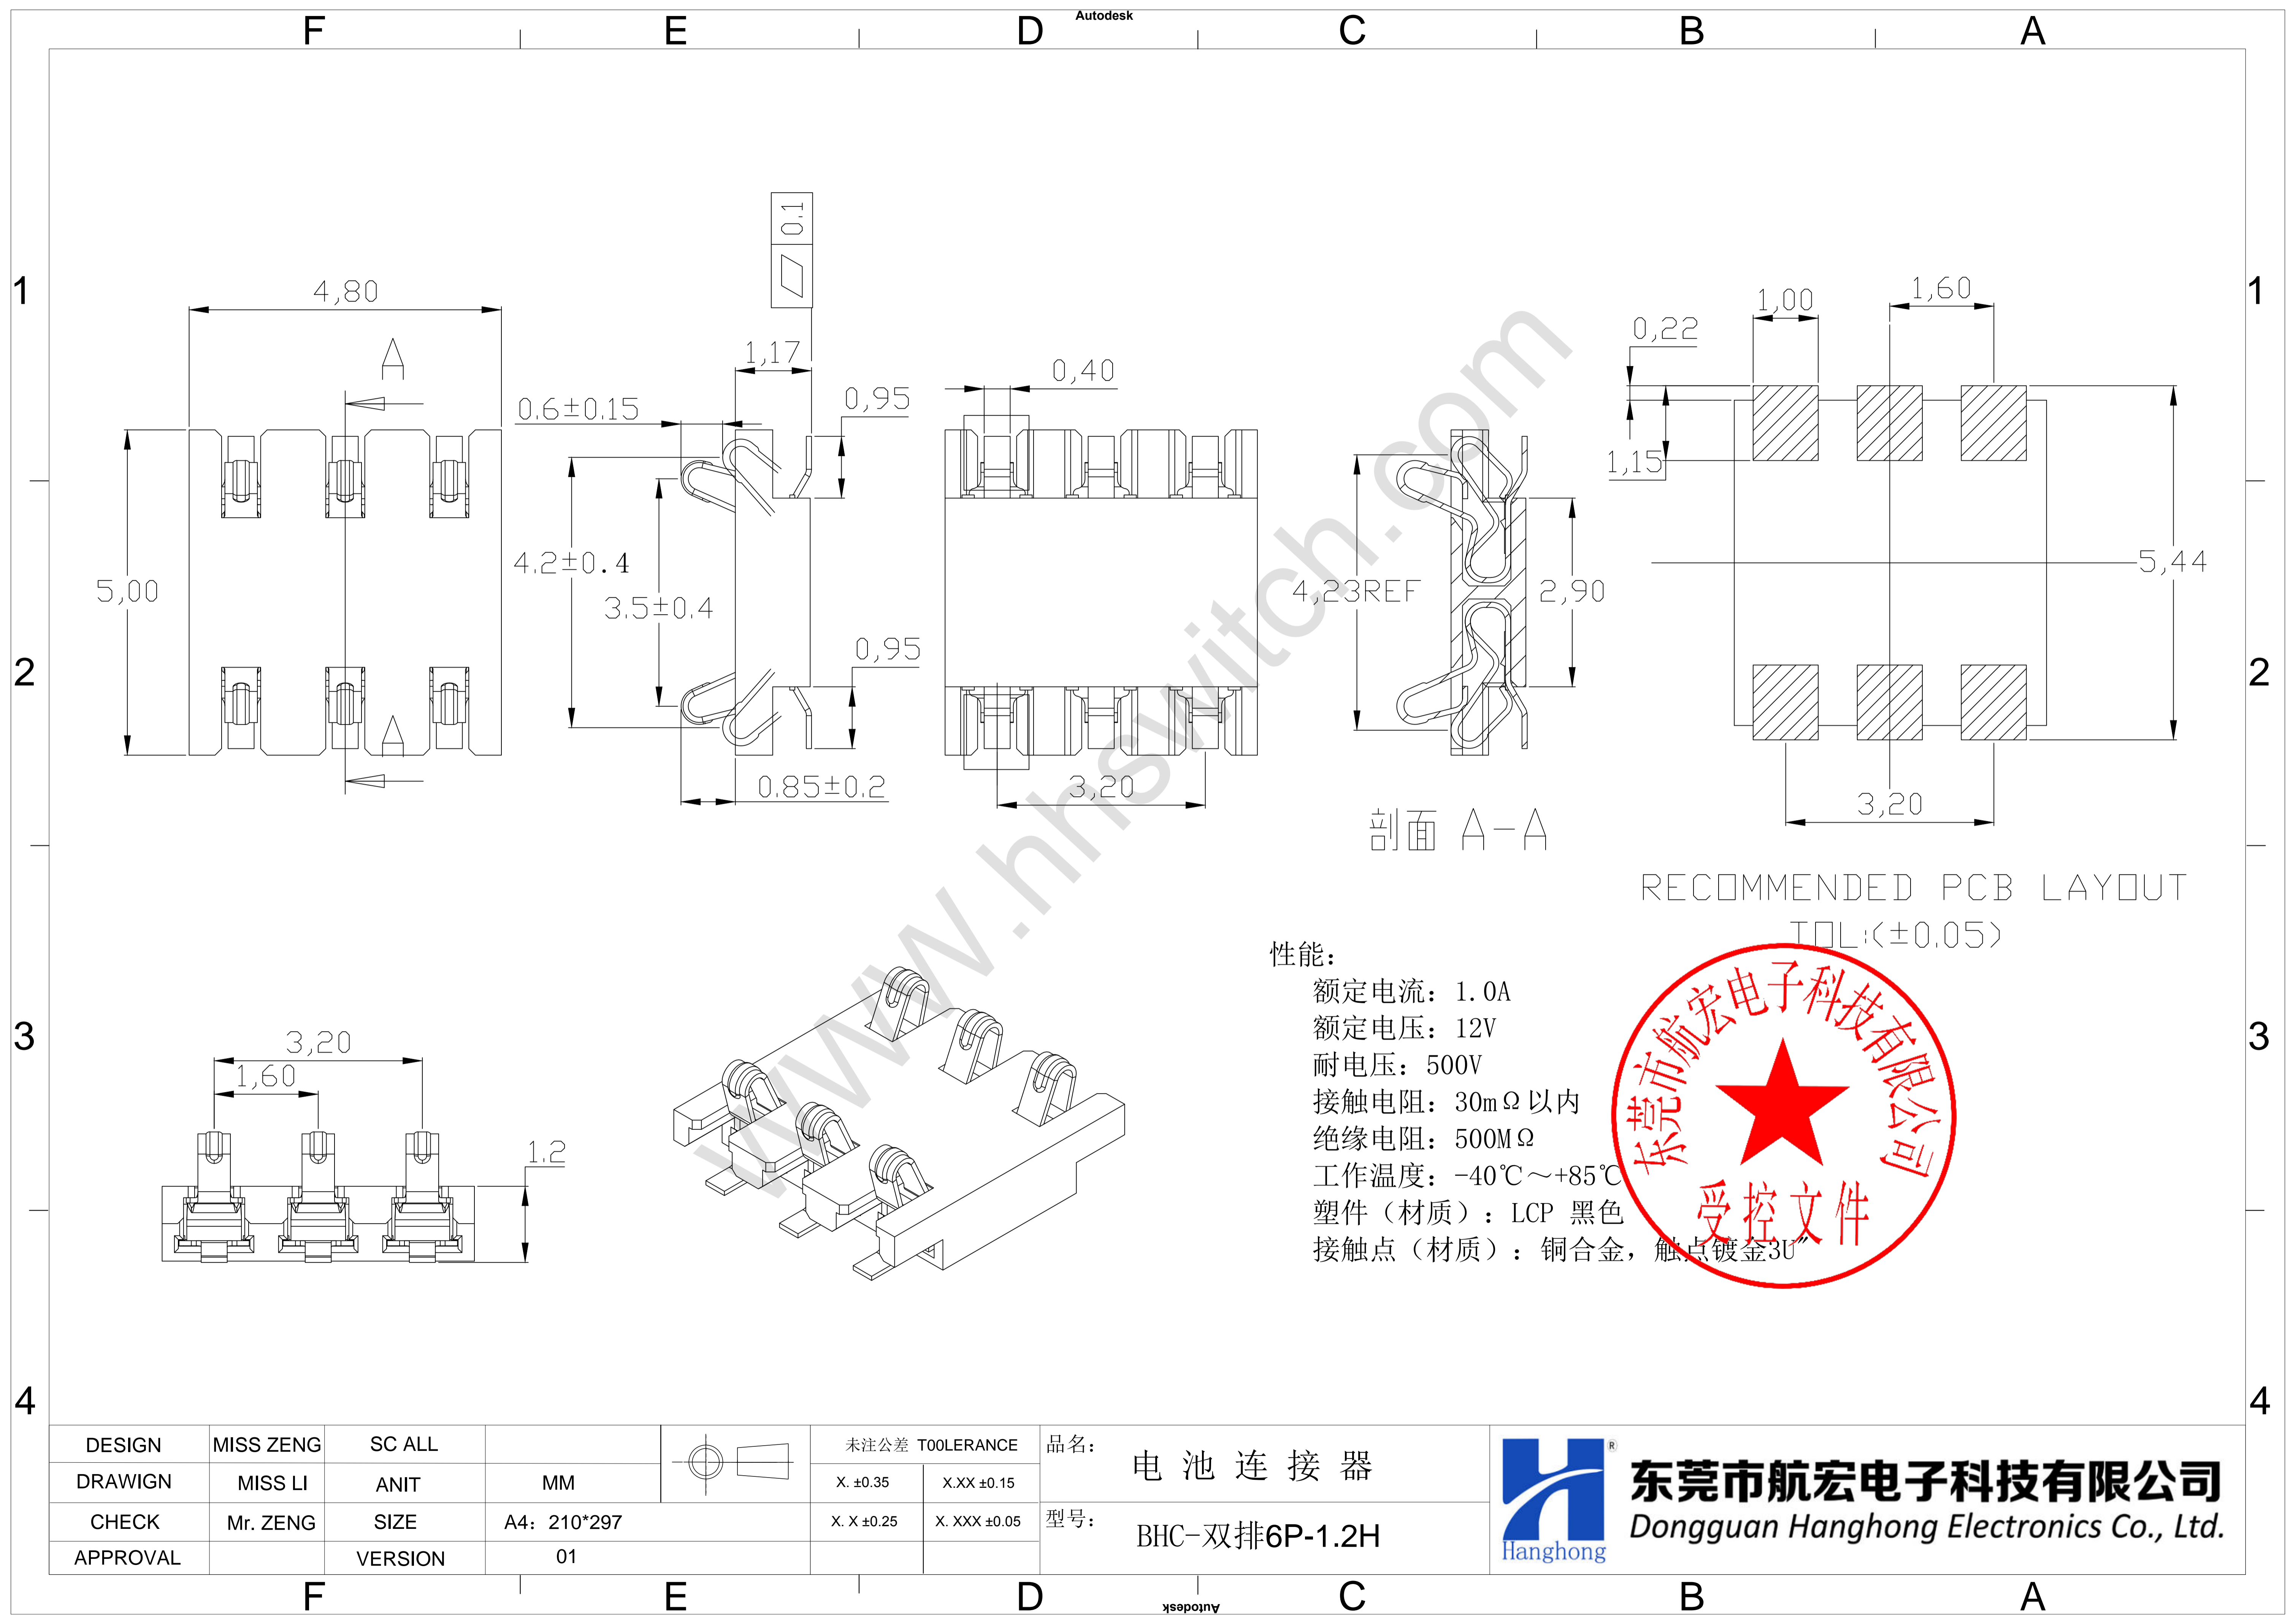 Autodesk
F E D C B A
1 1
2 2
3 3
4 4
4,80
A
5,00
A
0.1
1,17
0,95
0.6±0.15
4.2±0.4
3.5±0.4
0,95
0.85±0.2
0,40
3,20
4,23REF
2,90
剖面 A-A
1,00
1,60
0,22
1,15
5,44
3,20
RECOMMENDED PCB LAYOUT
TOL:(±0.05)
3,20
1,60
1.2
www.hhswitch.com
性能:
额定电流: 1.0A
额定电压: 12V
耐电压: 500V
接触电阻: 30mΩ以内
绝缘电阻: 500MΩ
工作温度: -40℃~+85℃
塑件（材质）: LCP 黑色
接触点（材质）: 铜合金, 触点镀金3U"
东莞市航宏电子科技有限公司
受控文件
DESIGN MISS ZENG SC ALL
DRAWIGN MISS LI ANIT MM
CHECK Mr. ZENG SIZE A4: 210*297
APPROVAL VERSION 01
未注公差 T00LERANCE
X. ±0.35 X.XX ±0.15
X. X ±0.25 X. XXX ±0.05
品名: 电池连接器
型号: BHC-双排6P-1.2H
Hanghong
®
东莞市航宏电子科技有限公司
Dongguan Hanghong Electronics Co., Ltd.
F E D C B A
Autodesk